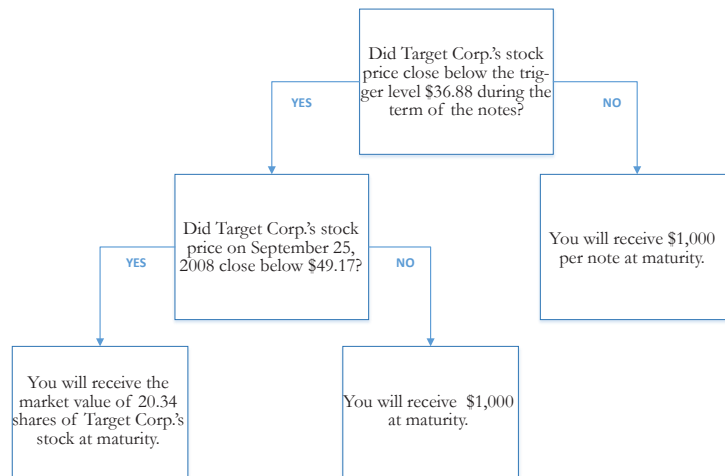 Did Target Corp.'s stock
price close below the trig-
ger level $36.88 during the
term of the notes?
YES
NO
Did Target Corp.'s stock
price on September 25,
2008 close below $49.17?
You will receive $1,000
per note at maturity.
YES
NO
You will receive the
market value of 20.34
shares of Target Corp.'s
stock at maturity.
You will receive $1,000
at maturity.